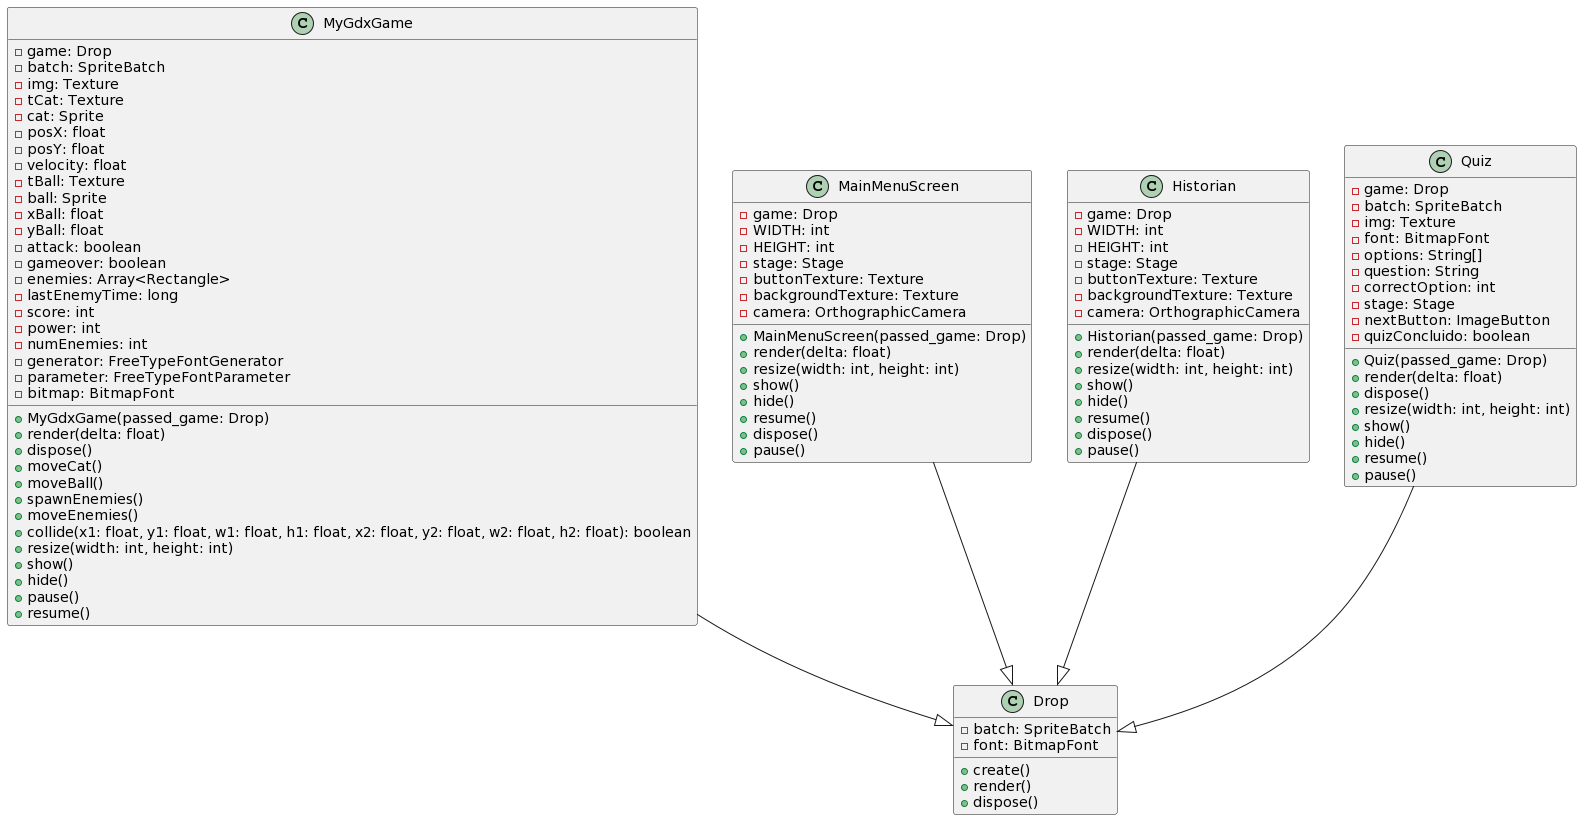 MyGdxGame
game: Drop
batch: SpriteBatch
img: Texture
tCat: Texture
cat: Sprite
posX: float
posY: float
velocity: float
tBall: Texture
ball: Sprite
xBall: float
yBall: float
attack: boolean
gameover: boolean
enemies: Array<Rectangle>
lastEnemyTime: long
score: int
power: int
numEnemies: int
generator: FreeTypeFontGenerator
parameter: FreeTypeFontParameter
bitmap: BitmapFont
MyGdxGame(passed_game: Drop)
render(delta: float)
dispose()
moveCat()
moveBall()
spawnEnemies()
moveEnemies()
collide(x1: float, y1: float, w1: float, h1: float, x2: float, y2: float, w2: float, h2: float): boolean
resize(width: int, height: int)
show()
hide()
pause()
resume()
MainMenuScreen
game: Drop
WIDTH: int
HEIGHT: int
stage: Stage
buttonTexture: Texture
backgroundTexture: Texture
camera: OrthographicCamera
MainMenuScreen(passed_game: Drop)
render(delta: float)
resize(width: int, height: int)
show()
hide()
resume()
dispose()
pause()
Historian
game: Drop
WIDTH: int
HEIGHT: int
stage: Stage
buttonTexture: Texture
backgroundTexture: Texture
camera: OrthographicCamera
Historian(passed_game: Drop)
render(delta: float)
resize(width: int, height: int)
show()
hide()
resume()
dispose()
pause()
Quiz
game: Drop
batch: SpriteBatch
img: Texture
font: BitmapFont
options: String[]
question: String
correctOption: int
stage: Stage
nextButton: ImageButton
quizConcluido: boolean
Quiz(passed_game: Drop)
render(delta: float)
dispose()
resize(width: int, height: int)
show()
hide()
resume()
pause()
Drop
batch: SpriteBatch
font: BitmapFont
create()
render()
dispose()